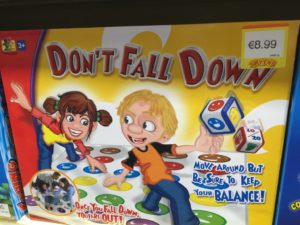 €8.99
3+
DON'T FALL DOWN
MOVE AROUND, BUT
BE SURE TO KEEP
YOUR BALANCE!
ONCE YOU FALL DOWN,
YOU'RE OUT!